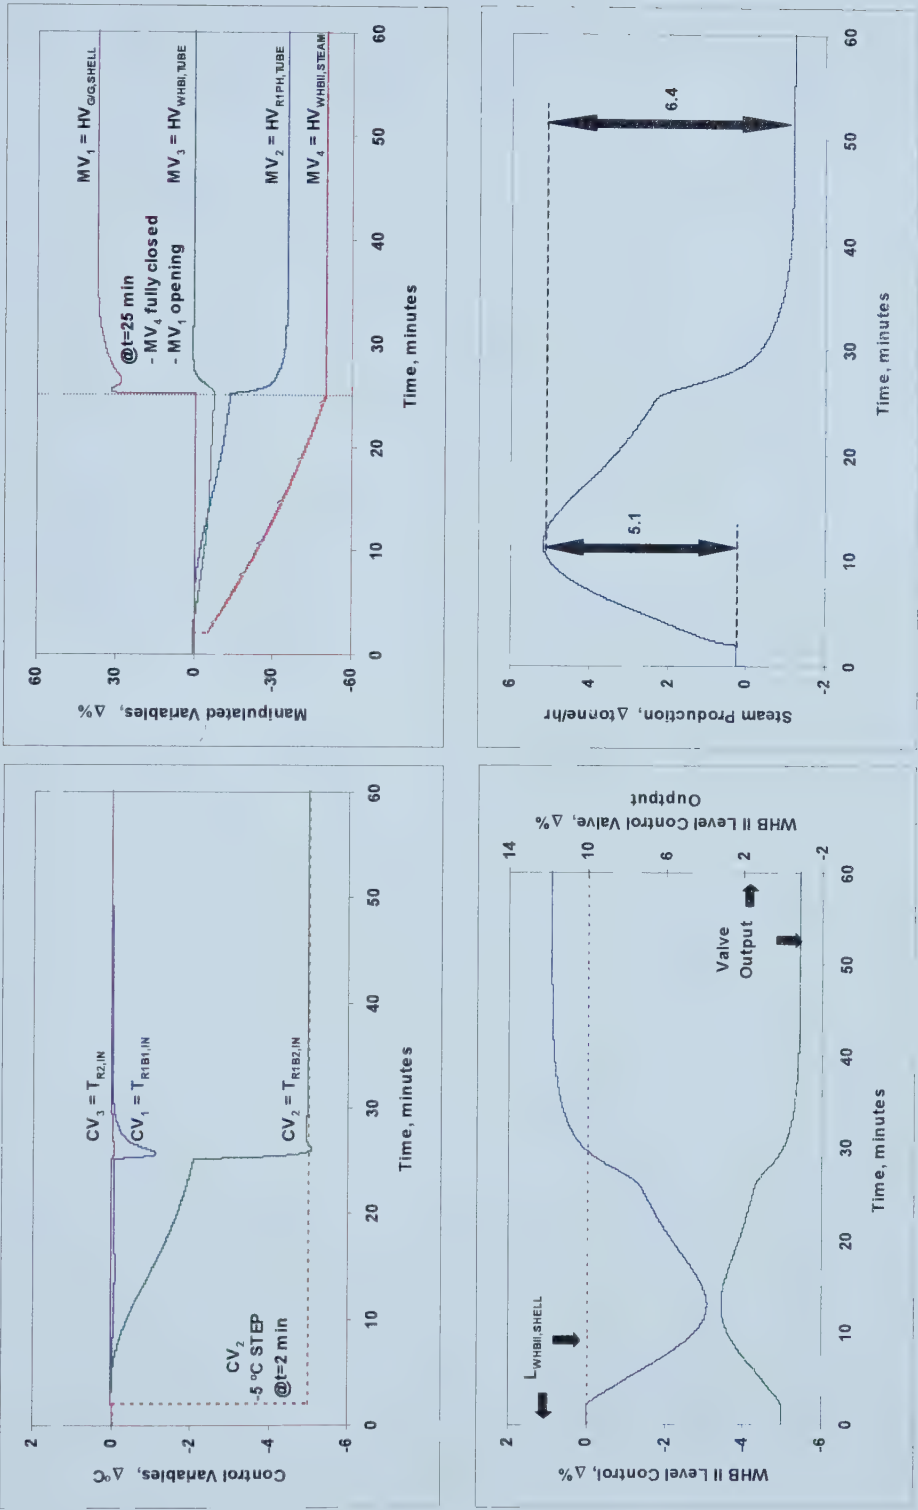 Control Variables, Δ°C
2
0
-2
-4
-6
0
10
20
30
40
50
60
Time, minutes
CV3 = TR2,IN
CV1 = TR1B1,IN
CV2 = TR1B2,IN
CV2
-5 °C STEP
@t=2 min
Manipulated Variables, Δ%
60
30
0
-30
-60
0
10
20
30
40
50
60
Time, minutes
MV1 = HVG/G,SHELL
MV3 = HVWHBI,TUBE
MV2 = HVR1PH,TUBE
MV4 = HVWHBII,STEAM
@t=25 min
- MV4 fully closed
- MV1 opening
WHB II Level Control, Δ%
2
0
-2
-4
-6
0
10
20
30
40
50
60
Time, minutes
LWHBII,SHELL
Valve
Output
14
10
6
2
-2
WHB II Level Control Valve, Δ%
Ouptput
Steam Production, Δtonne/hr
6
4
2
0
-2
0
10
20
30
40
50
60
Time, minutes
5.1
6.4